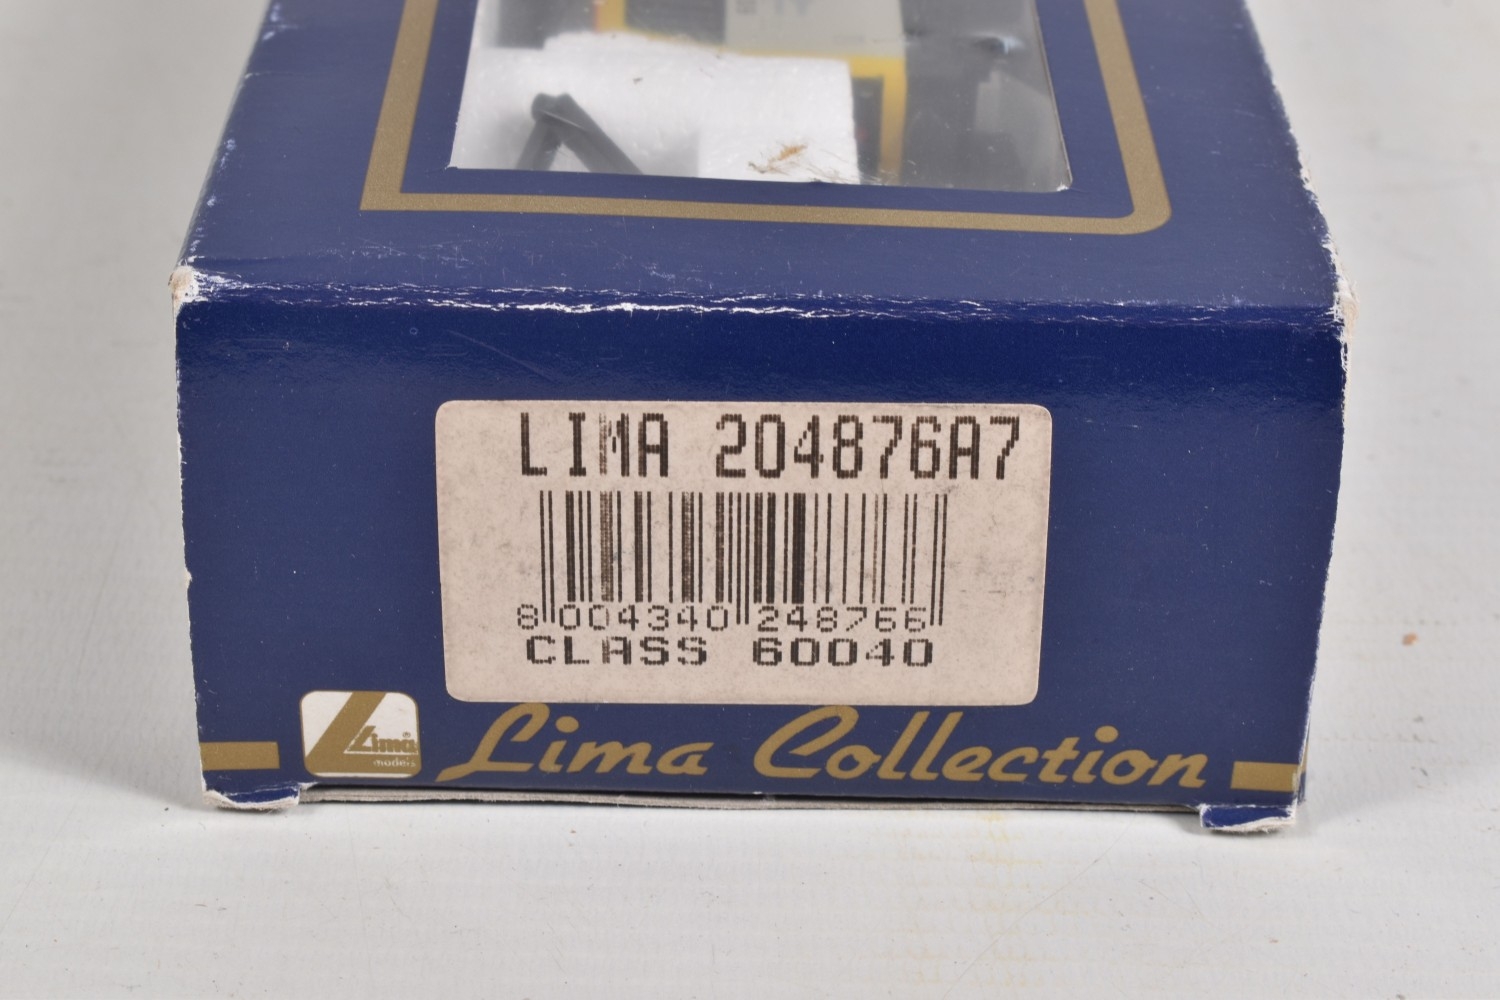 LIMA 204876A7
8 004340 248766
CLASS 60040
Lima
models
Lima Collection